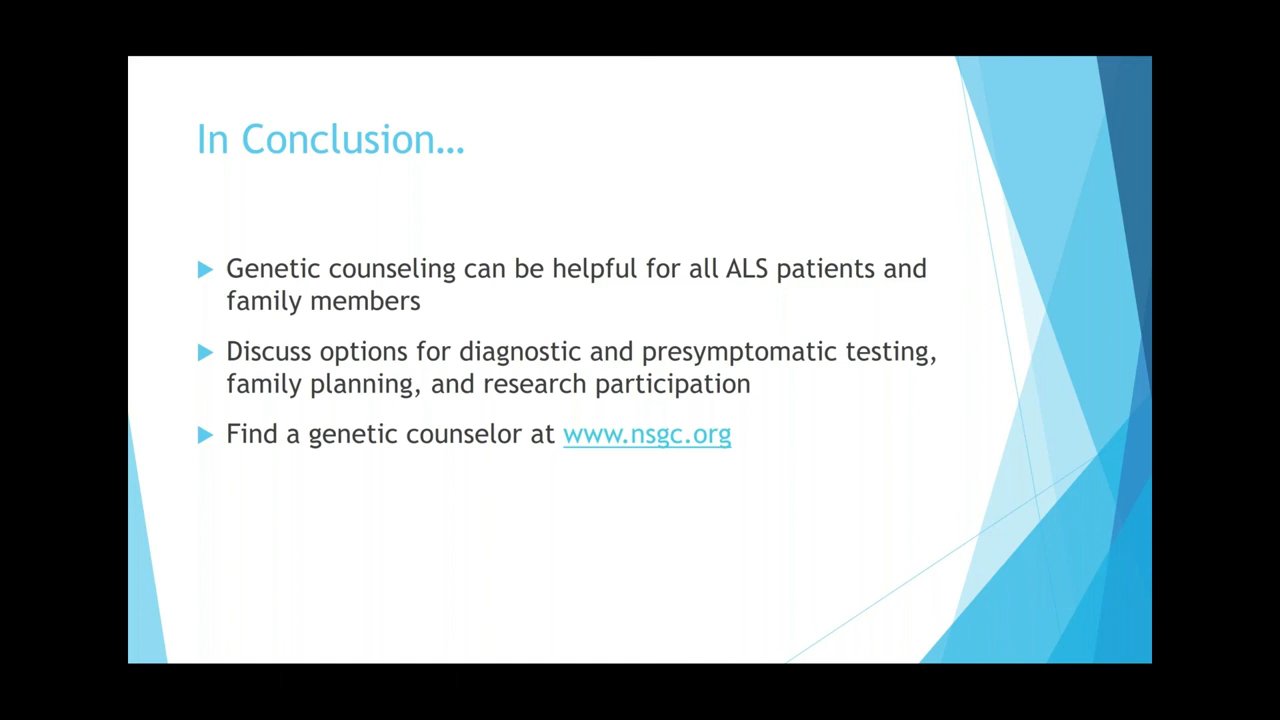 In Conclusion…
Genetic counseling can be helpful for all ALS patients and
family members
Discuss options for diagnostic and presymptomatic testing,
family planning, and research participation
Find a genetic counselor at www.nsgc.org